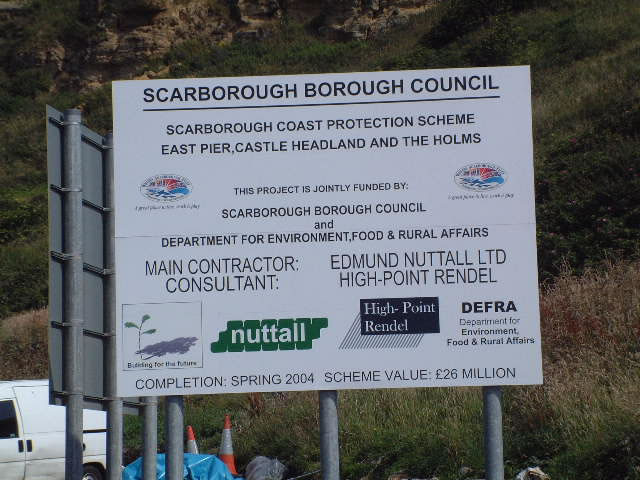 SCARBOROUGH BOROUGH COUNCIL
SCARBOROUGH COAST PROTECTION SCHEME
EAST PIER,CASTLE HEADLAND AND THE HOLMS
THIS PROJECT IS JOINTLY FUNDED BY:
SCARBOROUGH BOROUGH COUNCIL
and
DEPARTMENT FOR ENVIRONMENT,FOOD & RURAL AFFAIRS
MAIN CONTRACTOR: EDMUND NUTTALL LTD
CONSULTANT: HIGH-POINT RENDEL
Building for the future
nuttall
High-Point
Rendel
DEFRA
Department for
Environment,
Food & Rural Affairs
COMPLETION: SPRING 2004 SCHEME VALUE: £26 MILLION